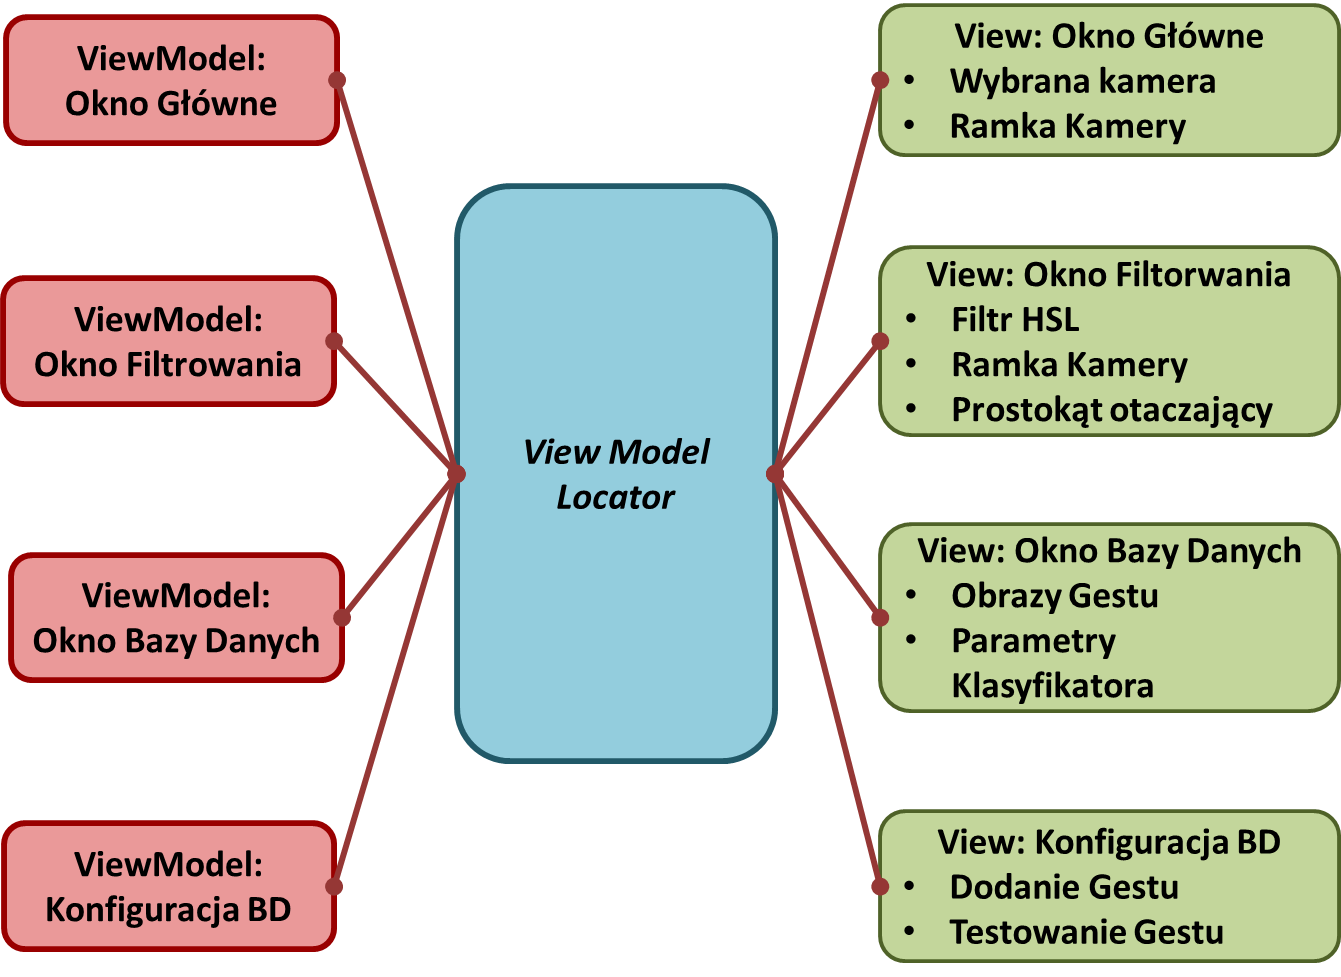 ViewModel:
Okno Główne
ViewModel:
Okno Filtrowania
ViewModel:
Okno Bazy Danych
ViewModel:
Konfiguracja BD
View Model
Locator
View: Okno Główne
• Wybrana kamera
• Ramka Kamery
View: Okno Filtorwania
• Filtr HSL
• Ramka Kamery
• Prostokąt otaczający
View: Okno Bazy Danych
• Obrazy Gestu
• Parametry
Klasyfikatora
View: Konfiguracja BD
• Dodanie Gestu
• Testowanie Gestu